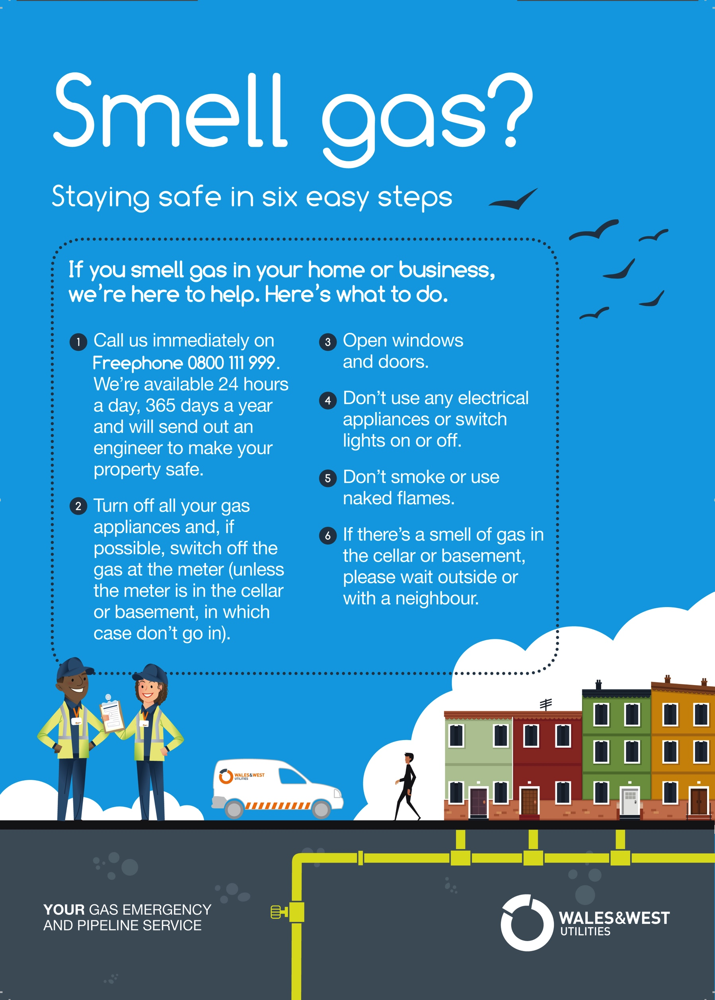 Smell gas?
Staying safe in six easy steps
If you smell gas in your home or business,
we're here to help. Here's what to do.
1 Call us immediately on
Freephone 0800 111 999.
We're available 24 hours
a day, 365 days a year
and will send out an
engineer to make your
property safe.
2 Turn off all your gas
appliances and, if
possible, switch off the
gas at the meter (unless
the meter is in the cellar
or basement, in which
case don't go in).
3 Open windows
and doors.
4 Don't use any electrical
appliances or switch
lights on or off.
5 Don't smoke or use
naked flames.
6 If there's a smell of gas in
the cellar or basement,
please wait outside or
with a neighbour.
WALES&WEST
UTILITIES
YOUR GAS EMERGENCY
AND PIPELINE SERVICE
WALES&WEST
UTILITIES